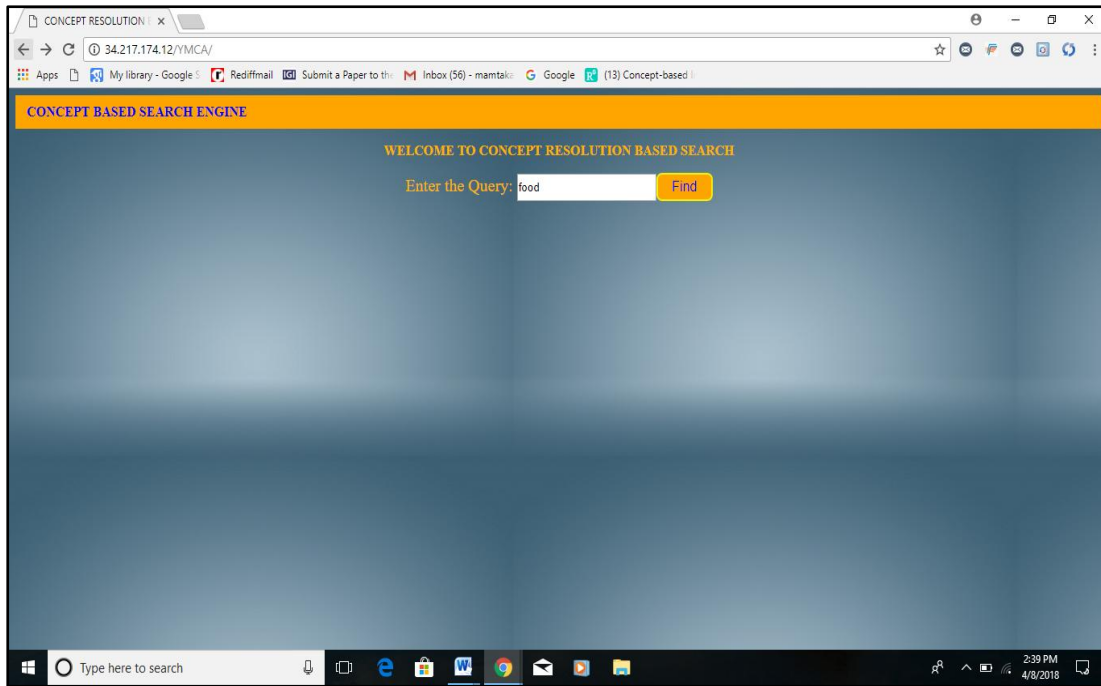 CONCEPT RESOLUTION
34.217.174.12/YMCA/
Apps My library - Google S Rediffmail IGI Submit a Paper to the Inbox (56) - mamtaka Google R (13) Concept-based I
CONCEPT BASED SEARCH ENGINE
WELCOME TO CONCEPT RESOLUTION BASED SEARCH
Enter the Query: food Find
Type here to search
2:39 PM
4/8/2018